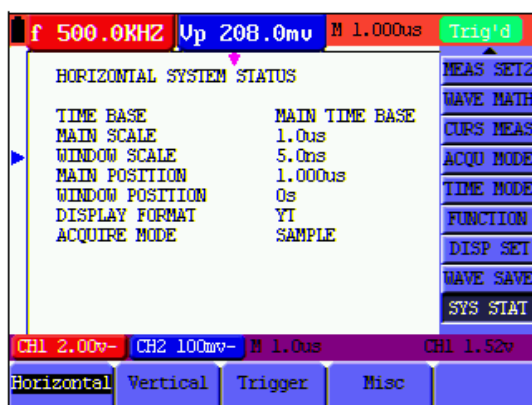 f 500.0KHZ Vp 208.0mv M 1.000us Trig'd
HORIZONTAL SYSTEM STATUS
TIME BASE MAIN TIME BASE
MAIN SCALE 1.0us
WINDOW SCALE 5.0ns
MAIN POSITION 1.000us
WINDOW POSITION 0s
DISPLAY FORMAT YT
ACQUIRE MODE SAMPLE
MEAS SET2
WAVE MATH
CURS MEAS
ACQU MODE
TIME MODE
FUNCTION
DISP SET
WAVE SAVE
SYS STAT
CH1 2.00v- CH2 100mv- M 1.0us CH1 1.52v
Horizontal Vertical Trigger Misc